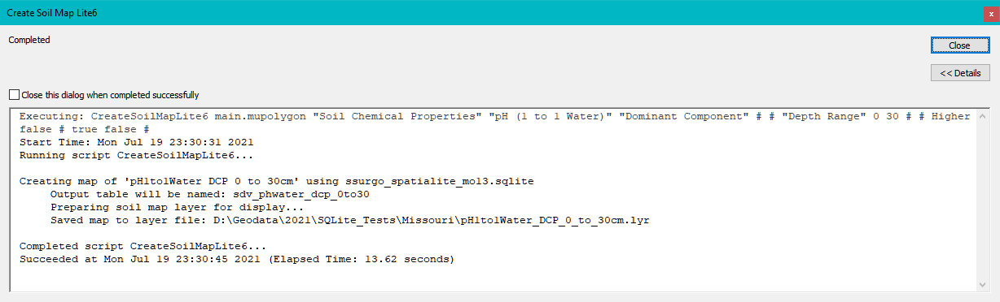 Create Soil Map Lite6
x
Completed
Close
<< Details
Close this dialog when completed successfully
Executing: CreateSoilMapLite6 main.mupolygon "Soil Chemical Properties" "pH (1 to 1 Water)" "Dominant Component" # # "Depth Range" 0 30 # # Higher
false # true false #
Start Time: Mon Jul 19 23:30:31 2021
Running script CreateSoilMapLite6...
Creating map of 'pH1to1Water DCP 0 to 30cm' using ssurgo_spatialite_mo13.sqlite
Output table will be named: sdv_phwater_dcp_0to30
Preparing soil map layer for display...
Saved map to layer file: D:\Geodata\2021\SQLite_Tests\Missouri\pH1to1Water_DCP_0_to_30cm.lyr
Completed script CreateSoilMapLite6...
Succeeded at Mon Jul 19 23:30:45 2021 (Elapsed Time: 13.62 seconds)